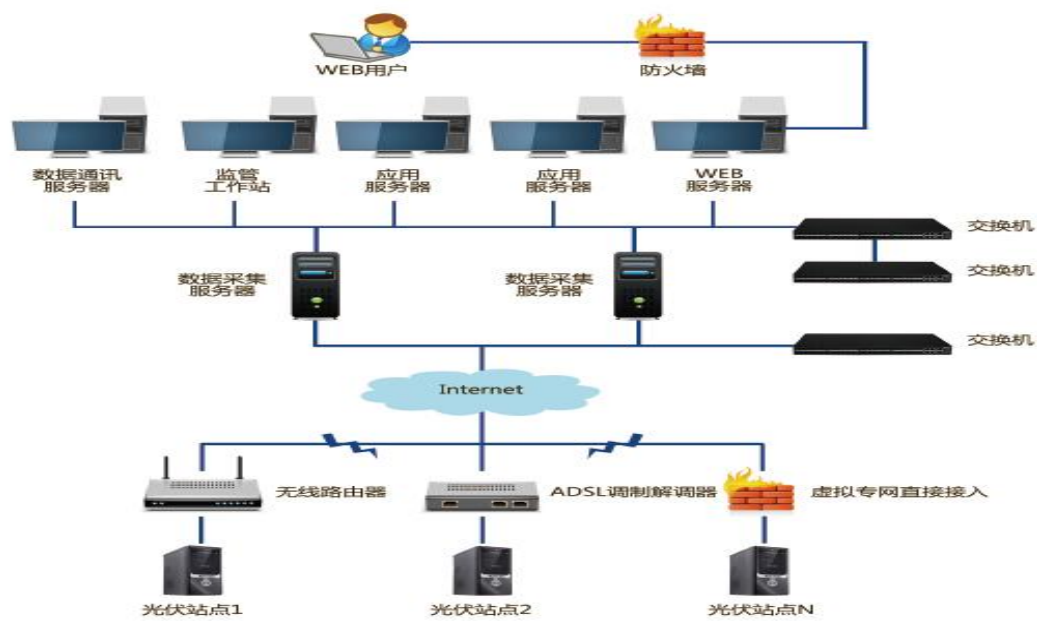 WEB用户
防火墙
数据通讯
服务器
监管
工作站
应用
服务器
应用
服务器
WEB
服务器
交换机
数据采集
服务器
数据采集
服务器
交换机
交换机
Internet
无线路由器
ADSL调制解调器
虚拟专网直接接入
光伏站点1
光伏站点2
光伏站点N